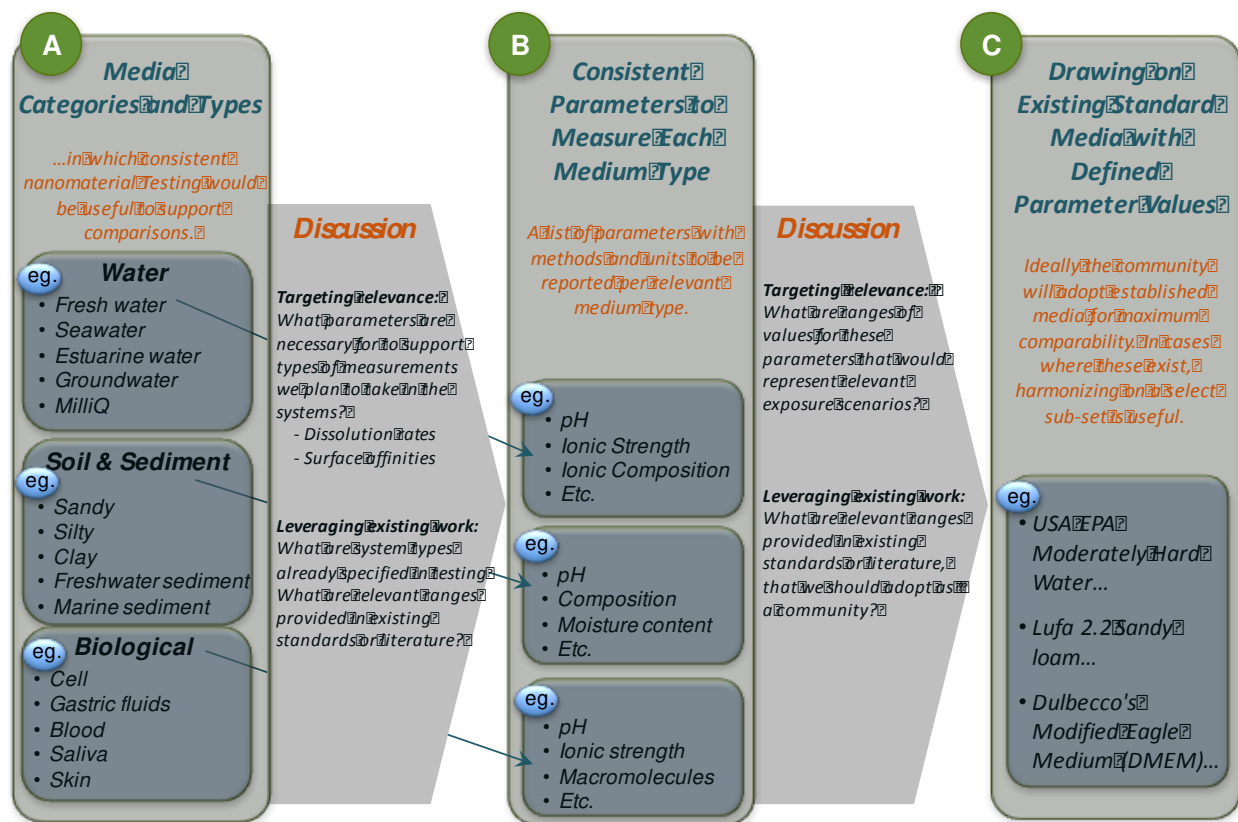 A
Media
Categories and Types
...in which consistent
nanomaterial Testing would
be useful to support
comparisons.
eg.
Water
• Fresh water
• Seawater
• Estuarine water
• Groundwater
• MilliQ
eg.
Soil & Sediment
• Sandy
• Silty
• Clay
• Freshwater sediment
• Marine sediment
eg.
Biological
• Cell
• Gastric fluids
• Blood
• Saliva
• Skin
Discussion
Targeting relevance:
What parameters are
necessary for to support
types of measurements
we plan to take in the
systems?
- Dissolution rates
- Surface affinities
Leveraging existing work:
What are system types
already specified in testing
What are relevant ranges
provided in existing
standards or literature?
B
Consistent
Parameters to
Measure Each
Medium Type
A list of parameters with
methods and units to be
reported per relevant
medium type.
eg.
• pH
• Ionic Strength
• Ionic Composition
• Etc.
eg.
• pH
• Composition
• Moisture content
• Etc.
eg.
• pH
• Ionic strength
• Macromolecules
• Etc.
Discussion
Targeting relevance:
What are ranges of
values for these
parameters that would
represent relevant
exposure scenarios?
Leveraging existing work:
What are relevant ranges
provided in existing
standards or literature,
that we should adopt as
a community?
C
Drawing on
Existing Standard
Media with
Defined
Parameter Values
Ideally the community
will adopt established
media for maximum
comparability. In cases
where these exist,
harmonizing on a select
sub-set is useful.
eg.
• USA EPA
Moderately Hard
Water...
• Lufa 2.2 Sandy
loam...
• Dulbecco's
Modified Eagle
Medium (DMEM)...